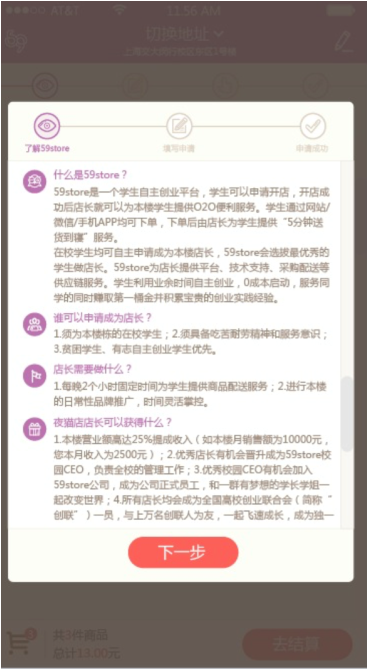 AT&T
11:56 AM
切换地址
了解59store
填写申请
申请成功
什么是59store？
59store是一个学生自主创业平台，学生可以申请开店，开店成
功后店长就可以为本楼学生提供O2O便利服务。学生通过网站/
微信/手机APP均可下单，下单后由店长为学生提供“5分钟送
货到寝”服务。
在校学生均可自主申请成为本楼店长，59store会选拔最优秀的
学生做店长。59store为店长提供平台、技术支持、采购配送等
供应链服务。学生利用业余时间自主创业，0成本启动，服务同
学的同时赚取第一桶金并积累宝贵的创业实践经验。
谁可以申请成为店长？
1.须为本楼栋的在校学生；2.须具备吃苦耐劳精神和服务意识；
3.贫困学生、有志自主创业学生优先。
店长需要做什么？
1.每晚2个小时固定时间为学生提供商品配送服务；2.进行本楼
的日常性品牌推广，时间灵活掌控。
夜猫店店长可以获得什么？
1.本楼营业额高达25%提成收入（如本楼月销售额为10000元，
您本月收入为2500元）；2.优秀店长有机会晋升成为59store校
园CEO，负责全校的管理工作；3.优秀校园CEO有机会加入
59store公司，成为公司正式员工，和一群有梦想的学长学姐一
起改变世界；4.所有店长均会成为全国高校创业联合会（简称“
创联”）一员，与上万名创联人为友，一起飞速成长，成为独一
下一步
3
共3件商品
总计13.00元
去结算